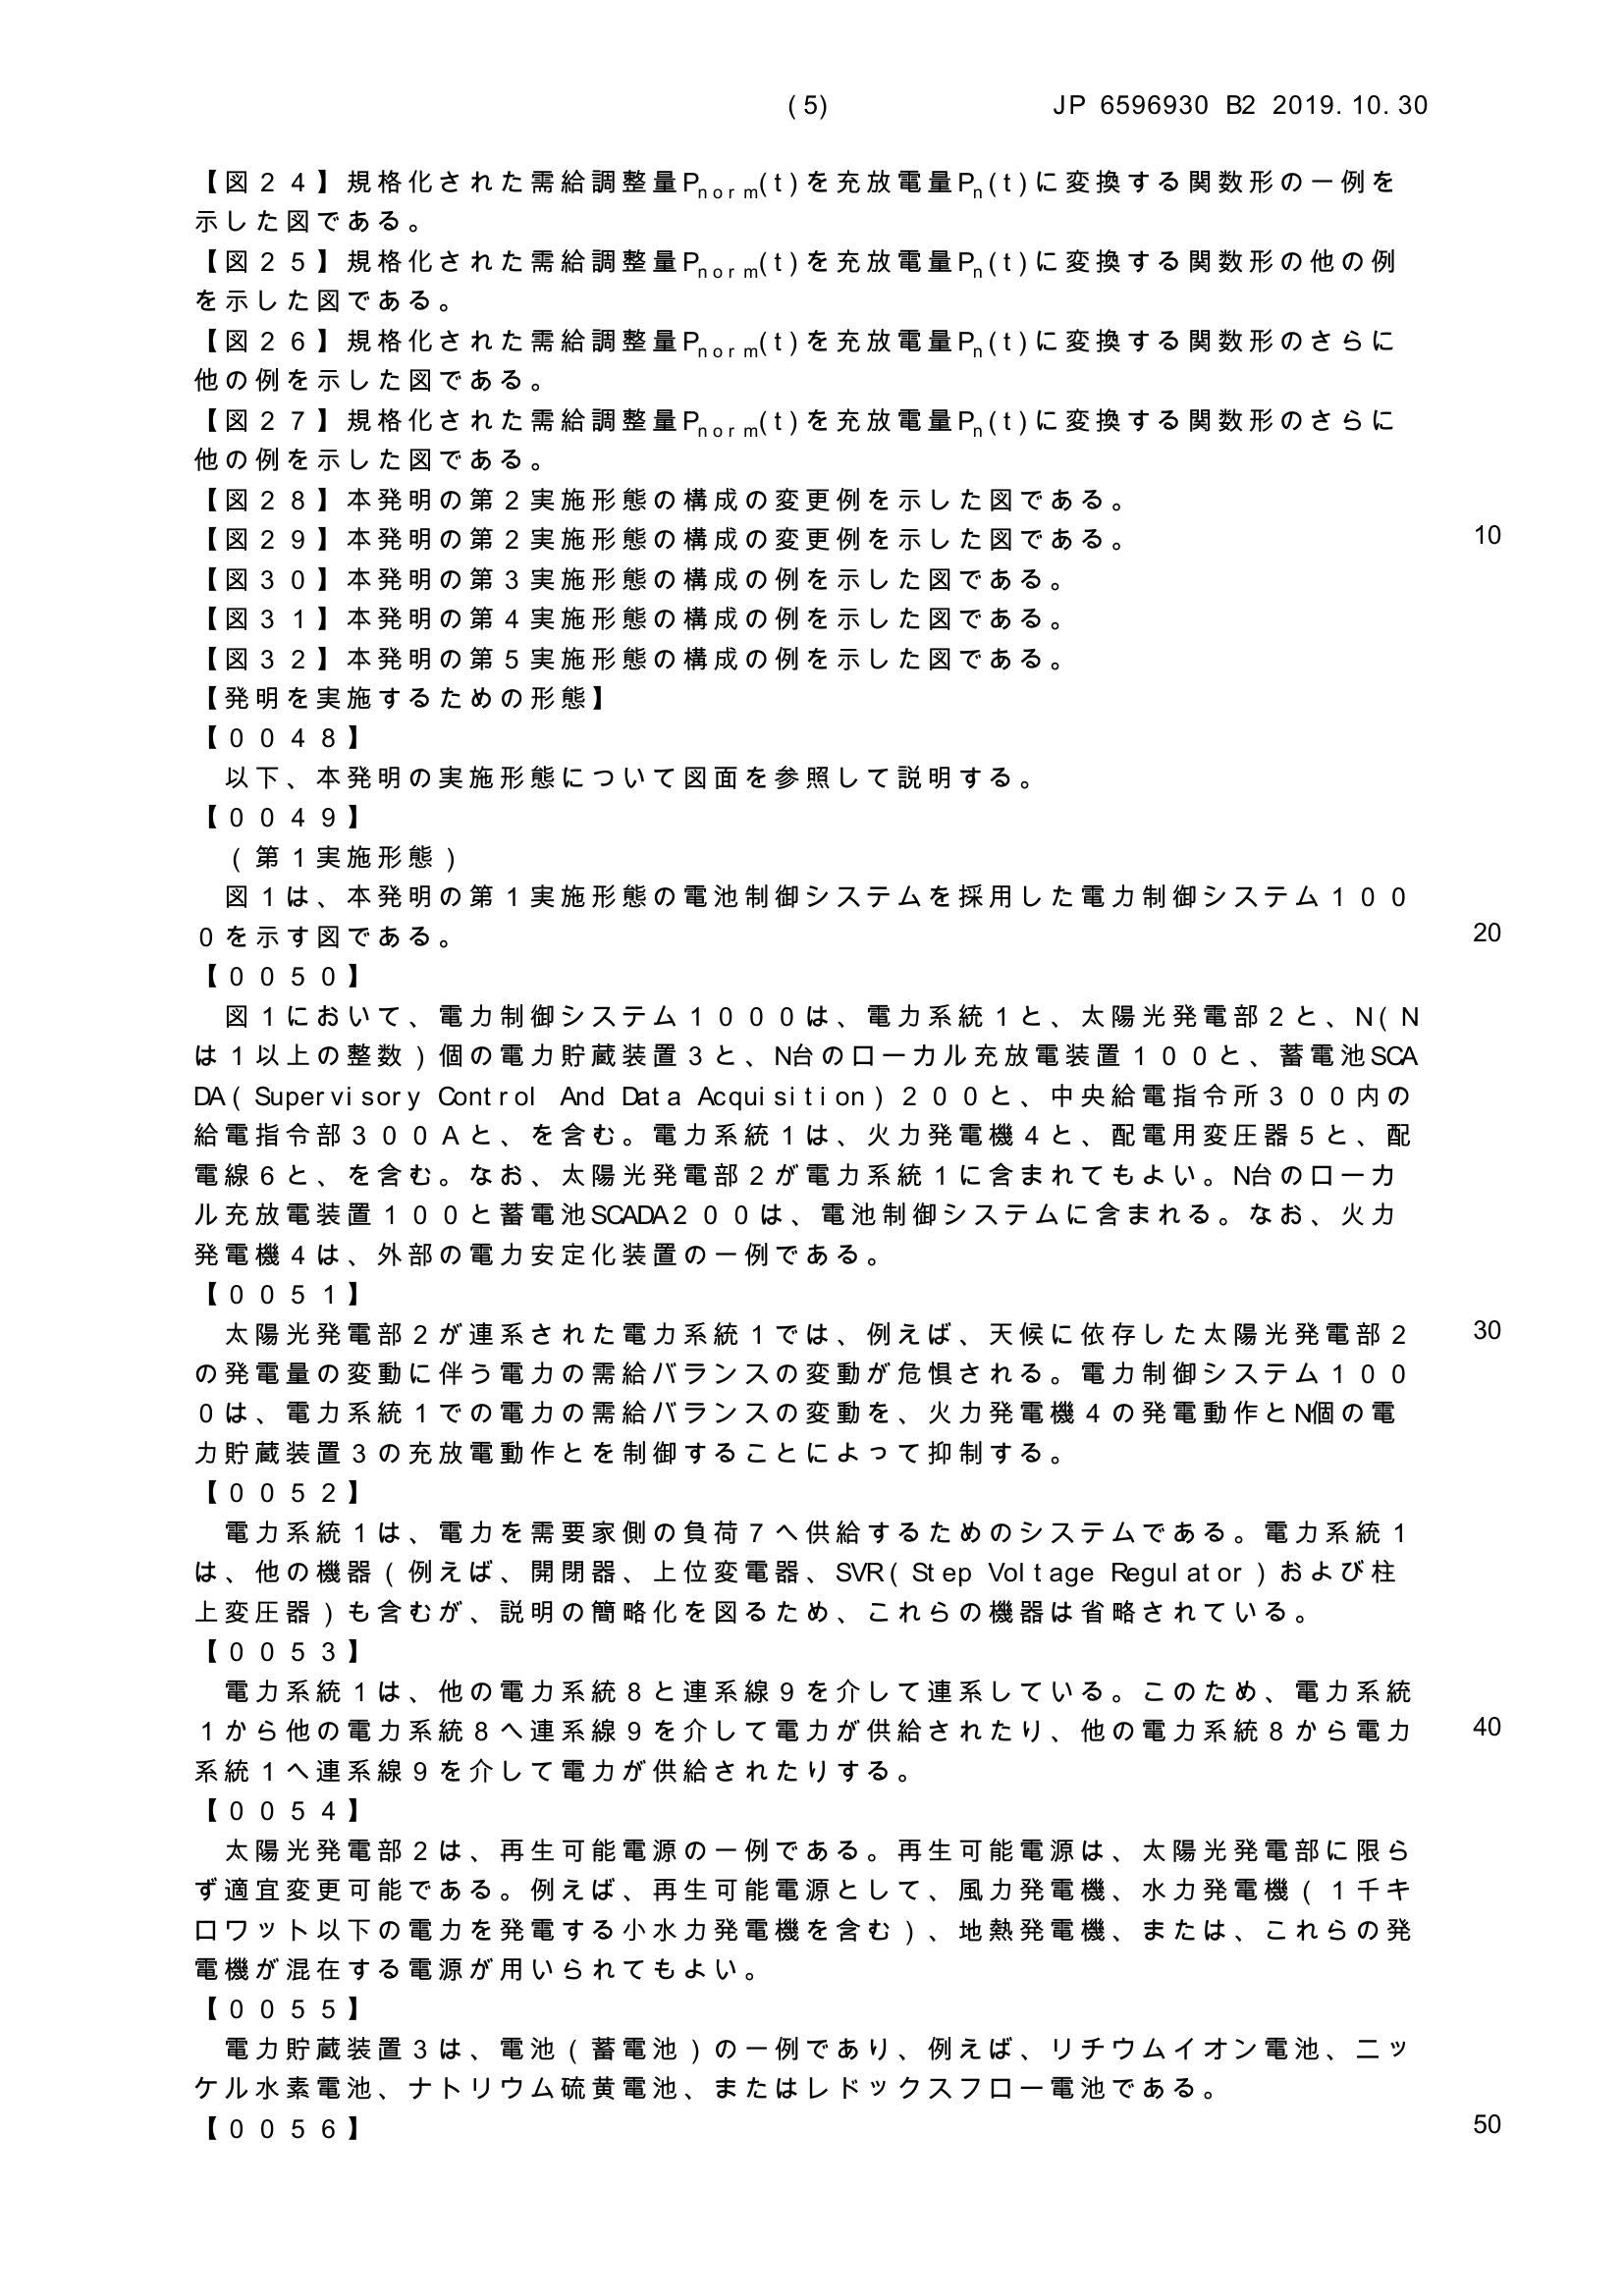 (5) JP 6596930 B2 2019.10.30
【図２４】規格化された需給調整量Pnorm(t)を充放電量Pn(t)に変換する関数形の一例を
示した図である。
【図２５】規格化された需給調整量Pnorm(t)を充放電量Pn(t)に変換する関数形の他の例
を示した図である。
【図２６】規格化された需給調整量Pnorm(t)を充放電量Pn(t)に変換する関数形のさらに
他の例を示した図である。
【図２７】規格化された需給調整量Pnorm(t)を充放電量Pn(t)に変換する関数形のさらに
他の例を示した図である。
【図２８】本発明の第２実施形態の構成の変更例を示した図である。
【図２９】本発明の第２実施形態の構成の変更例を示した図である。 10
【図３０】本発明の第３実施形態の構成の例を示した図である。
【図３１】本発明の第４実施形態の構成の例を示した図である。
【図３２】本発明の第５実施形態の構成の例を示した図である。
【発明を実施するための形態】
【００４８】
　以下、本発明の実施形態について図面を参照して説明する。
【００４９】
　(第１実施形態)
　図１は、本発明の第１実施形態の電池制御システムを採用した電力制御システム１００
０を示す図である。 20
【００５０】
　図１において、電力制御システム１０００は、電力系統１と、太陽光発電部２と、N(N
は１以上の整数)個の電力貯蔵装置３と、N台のローカル充放電装置１００と、蓄電池SCA
DA(Supervisory Control And Data Acquisition)２００と、中央給電指令所３００内の
給電指令部３００Ａと、を含む。電力系統１は、火力発電機４と、配電用変圧器５と、配
電線６と、を含む。なお、太陽光発電部２が電力系統１に含まれてもよい。N台のローカ
ル充放電装置１００と蓄電池SCADA２００は、電池制御システムに含まれる。なお、火力
発電機４は、外部の電力安定化装置の一例である。
【００５１】
　太陽光発電部２が連系された電力系統１では、例えば、天候に依存した太陽光発電部２ 30
の発電量の変動に伴う電力の需給バランスの変動が危惧される。電力制御システム１００
０は、電力系統１での電力の需給バランスの変動を、火力発電機４の発電動作とN個の電
力貯蔵装置３の充放電動作とを制御することによって抑制する。
【００５２】
　電力系統１は、電力を需要家側の負荷７へ供給するためのシステムである。電力系統１
は、他の機器(例えば、開閉器、上位変電器、SVR(Step Voltage Regulator)および柱
上変圧器)も含むが、説明の簡略化を図るため、これらの機器は省略されている。
【００５３】
　電力系統１は、他の電力系統８と連系線９を介して連系している。このため、電力系統
１から他の電力系統８へ連系線９を介して電力が供給されたり、他の電力系統８から電力 40
系統１へ連系線９を介して電力が供給されたりする。
【００５４】
　太陽光発電部２は、再生可能電源の一例である。再生可能電源は、太陽光発電部に限ら
ず適宜変更可能である。例えば、再生可能電源として、風力発電機、水力発電機(１千キ
ロワット以下の電力を発電する小水力発電機を含む)、地熱発電機、または、これらの発
電機が混在する電源が用いられてもよい。
【００５５】
　電力貯蔵装置３は、電池(蓄電池)の一例であり、例えば、リチウムイオン電池、ニッ
ケル水素電池、ナトリウム硫黄電池、またはレドックスフロー電池である。
【００５６】 50